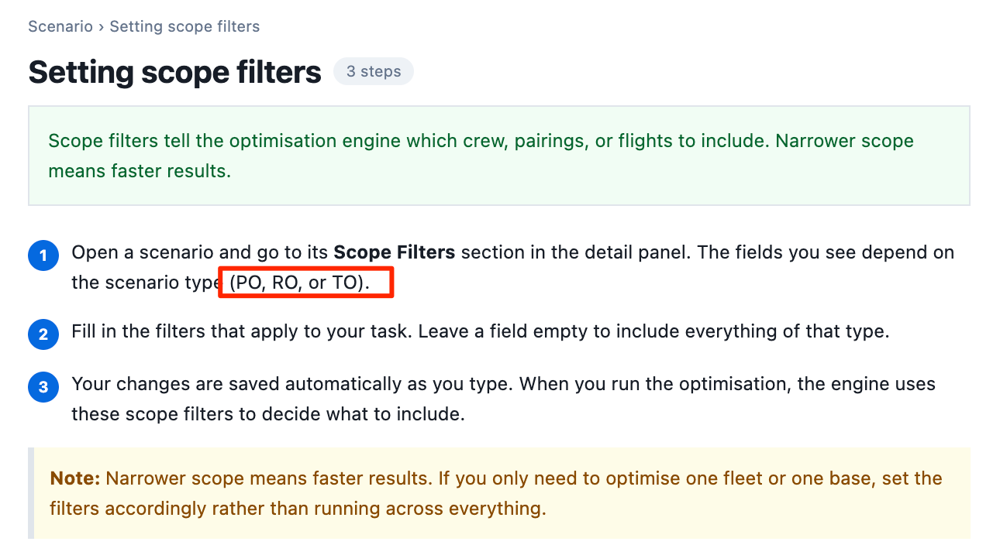 Scenario › Setting scope filters
Setting scope filters 3 steps
Scope filters tell the optimisation engine which crew, pairings, or flights to include. Narrower scope
means faster results.
1 Open a scenario and go to its Scope Filters section in the detail panel. The fields you see depend on
the scenario type (PO, RO, or TO).
2 Fill in the filters that apply to your task. Leave a field empty to include everything of that type.
3 Your changes are saved automatically as you type. When you run the optimisation, the engine uses
these scope filters to decide what to include.
Note: Narrower scope means faster results. If you only need to optimise one fleet or one base, set the
filters accordingly rather than running across everything.